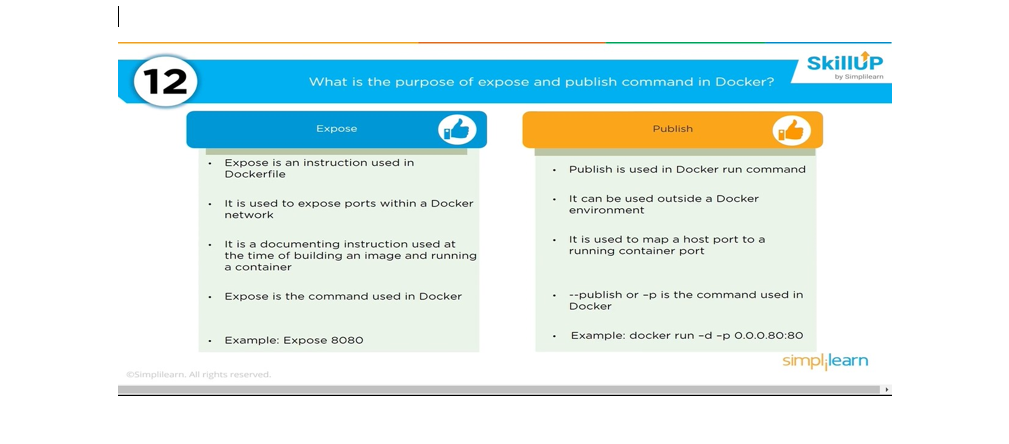 12
What is the purpose of expose and publish command in Docker?
SkillUP
by Simplilearn
Expose
• Expose is an instruction used in
Dockerfile
• It is used to expose ports within a Docker
network
• It is a documenting instruction used at
the time of building an image and running
a container
• Expose is the command used in Docker
• Example: Expose 8080
Publish
• Publish is used in Docker run command
• It can be used outside a Docker
environment
• It is used to map a host port to a
running container port
• --publish or –p is the command used in
Docker
• Example: docker run –d –p 0.0.0.80:80
simplilearn
©Simplilearn. All rights reserved.